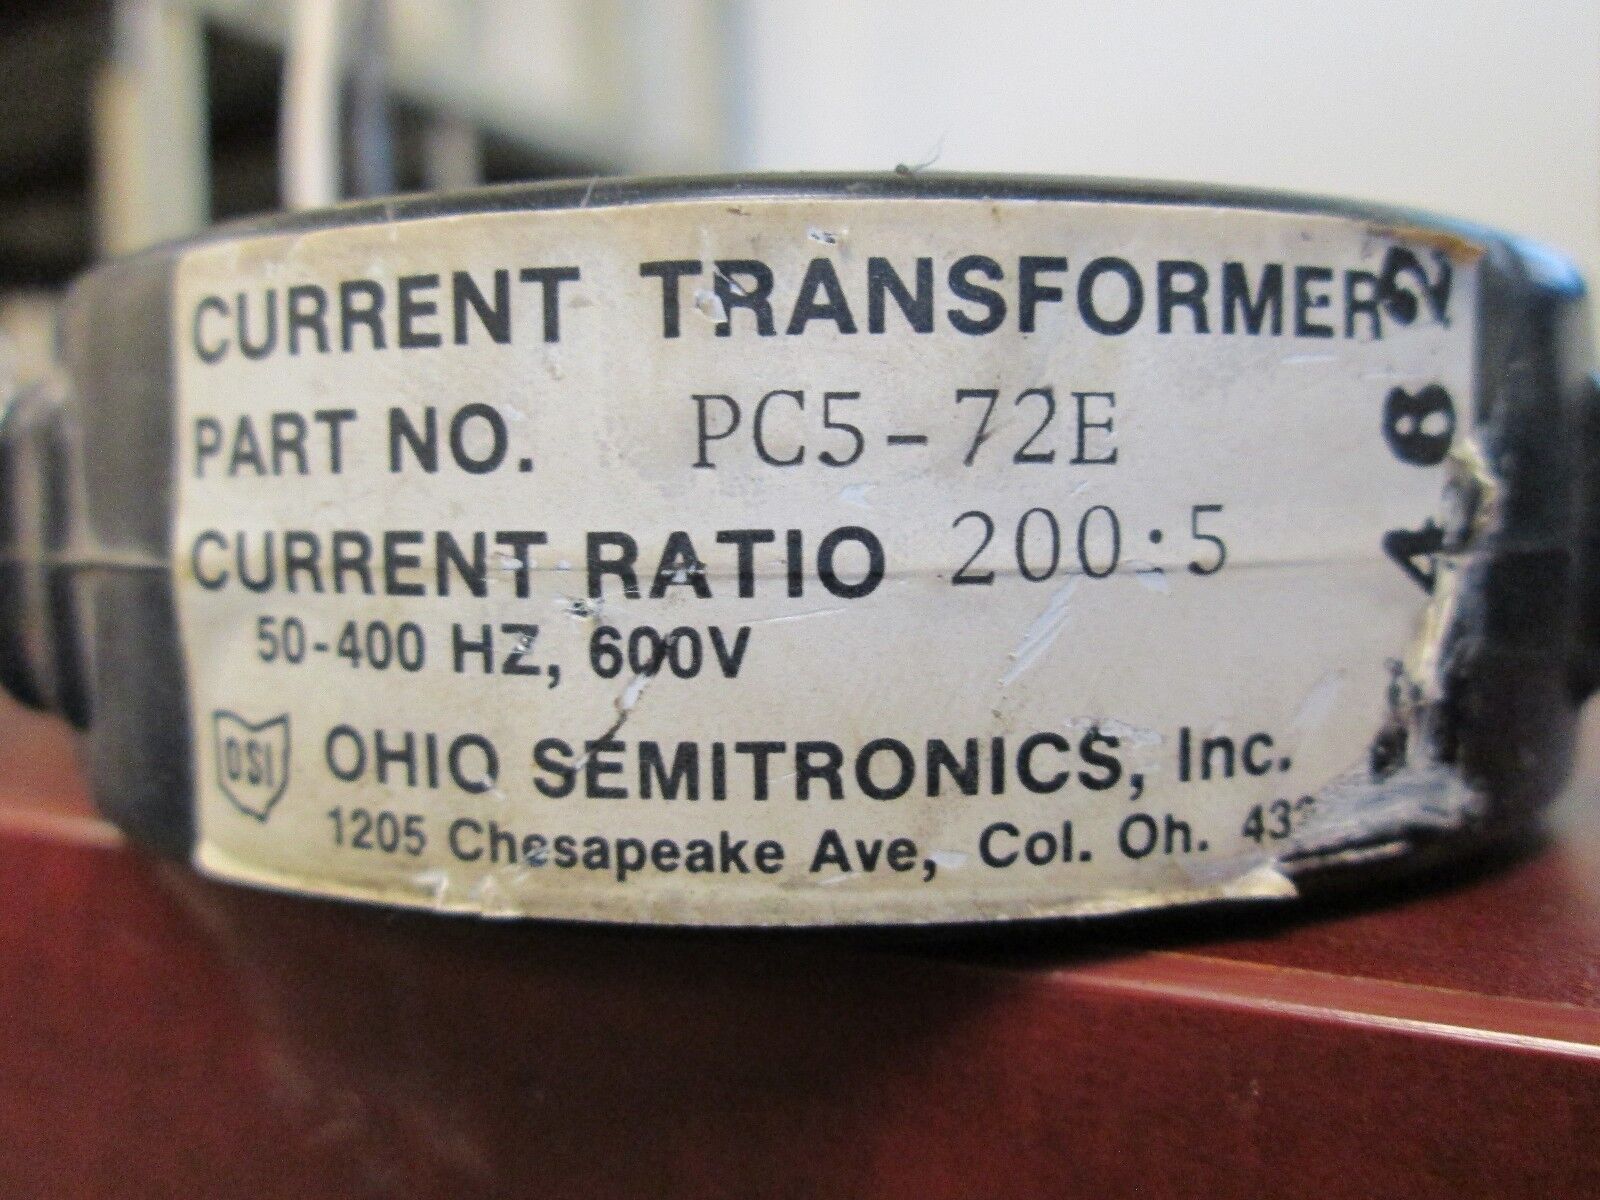 CURRENT TRANSFORMER
PART NO. PC5-72E
CURRENT RATIO 200:5
50-400 HZ, 600V
OSI OHIO SEMITRONICS, Inc.
1205 Chesapeake Ave, Col. Oh.
482